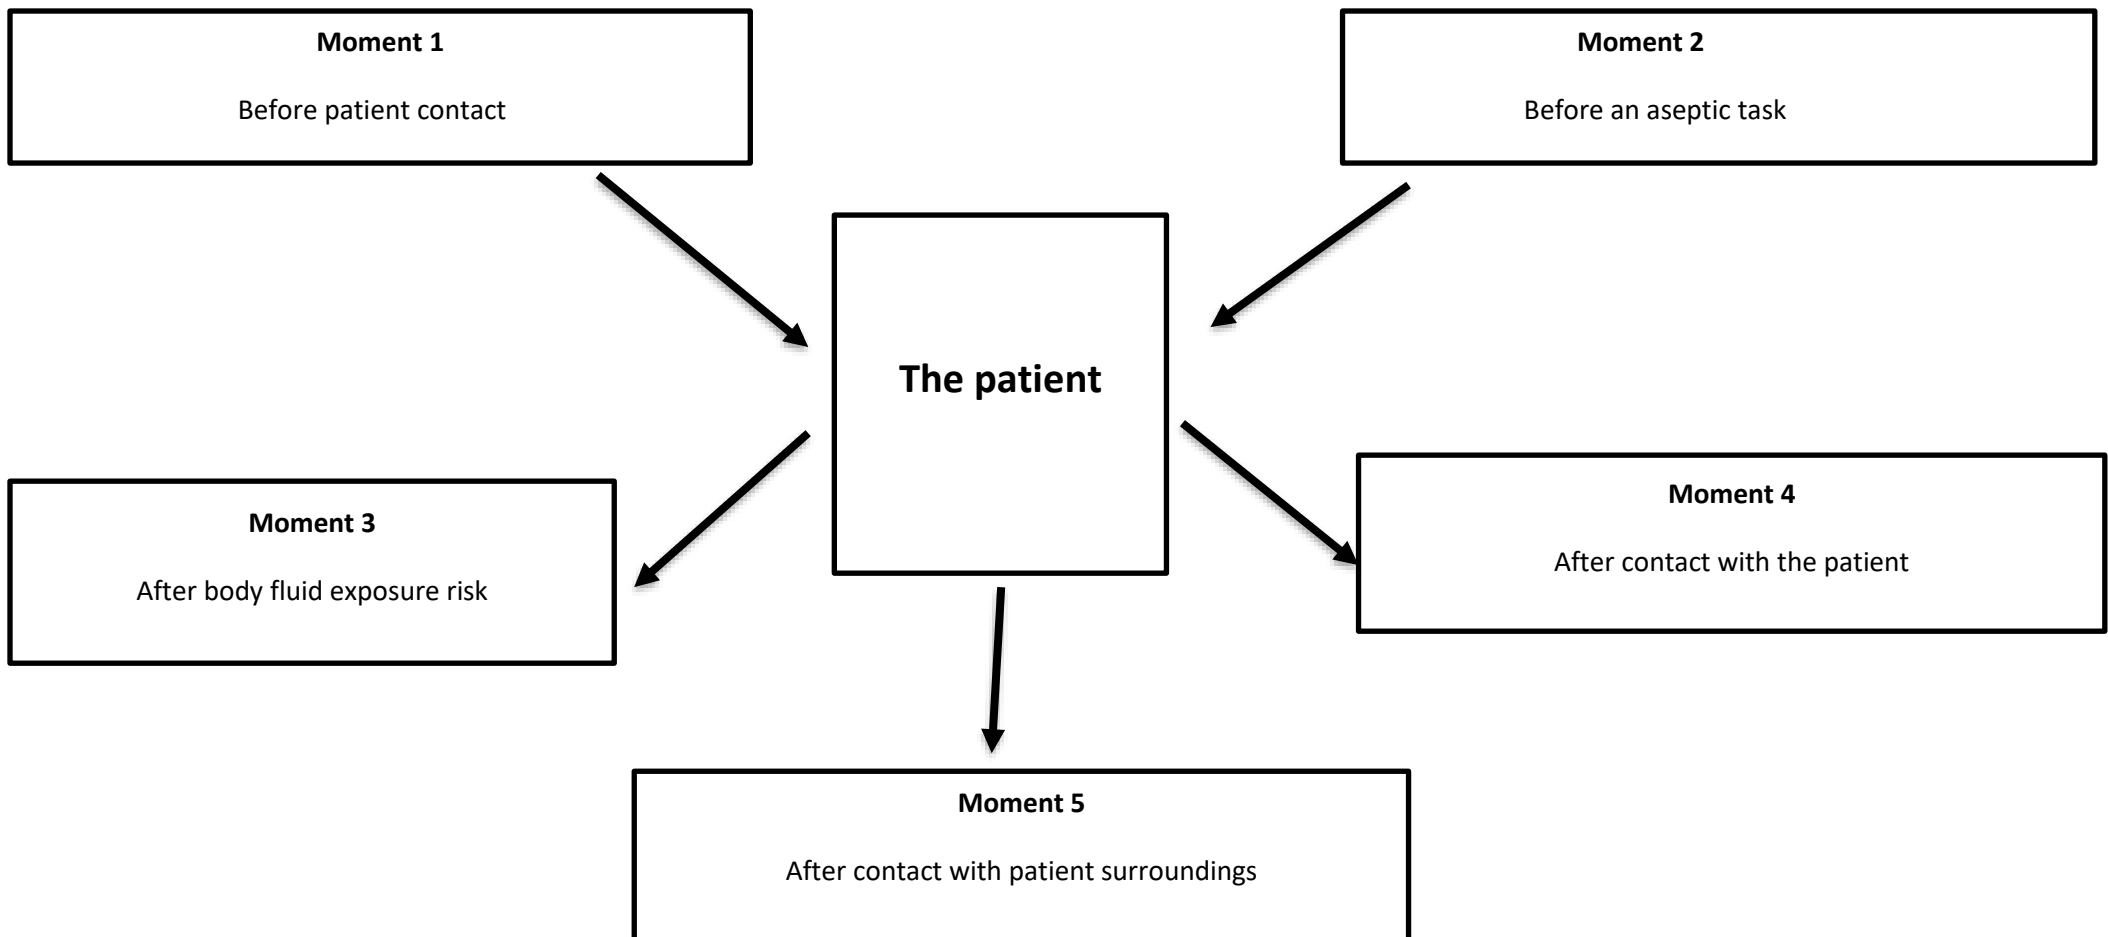 Moment 1
Before patient contact
Moment 2
Before an aseptic task
The patient
Moment 3
After body fluid exposure risk
Moment 4
After contact with the patient
Moment 5
After contact with patient surroundings